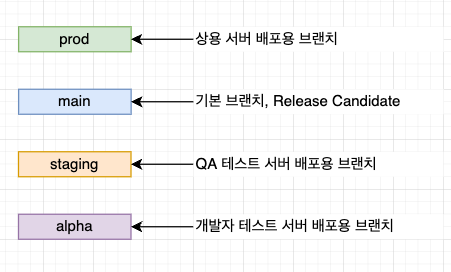 prod
상용 서버 배포용 브랜치
main
기본 브랜치, Release Candidate
staging
QA 테스트 서버 배포용 브랜치
alpha
개발자 테스트 서버 배포용 브랜치